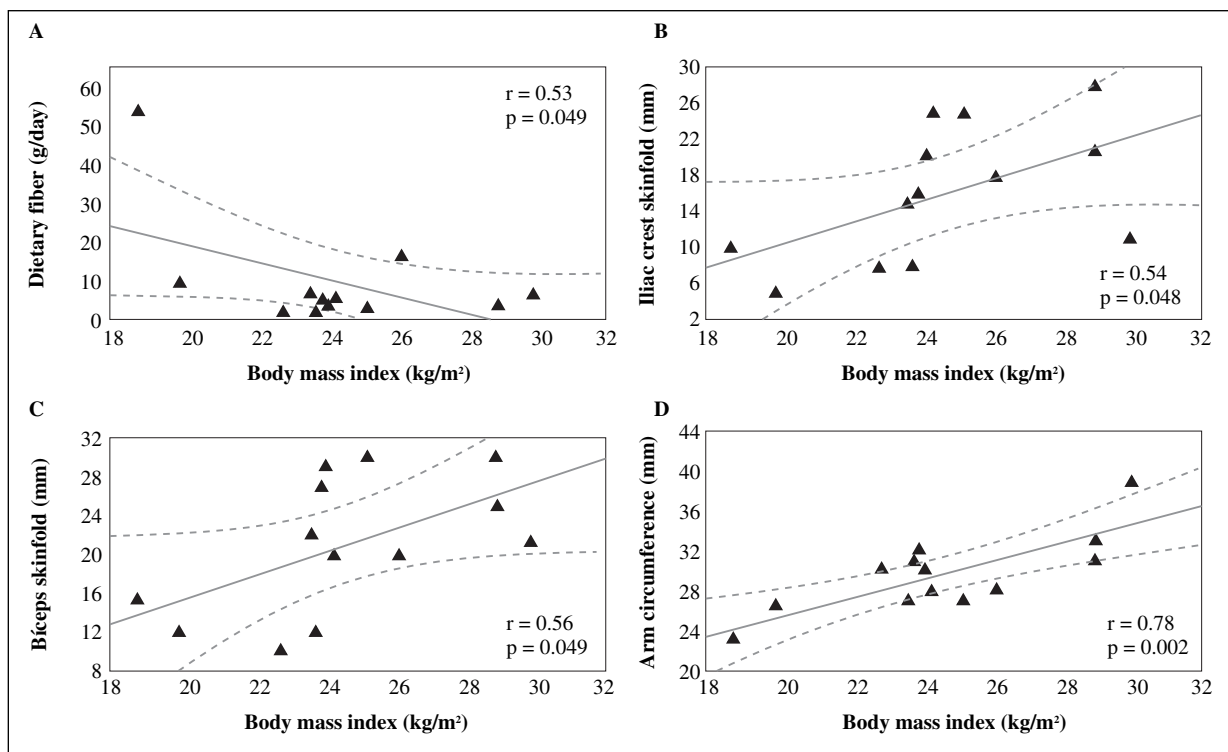 A
Dietary fiber (g/day)
60
50
40
30
20
10
0
r = 0.53
p = 0.049
18 20 22 24 26 28 30 32
Body mass index (kg/m²)
B
Iliac crest skinfold (mm)
30
26
22
18
14
10
6
2
r = 0.54
p = 0.048
18 20 22 24 26 28 30 32
Body mass index (kg/m²)
C
Bíceps skinfold (mm)
32
28
24
20
16
12
8
r = 0.56
p = 0.049
18 20 22 24 26 28 30 32
Body mass index (kg/m²)
D
Arm circumference (mm)
44
40
36
32
28
24
20
r = 0.78
p = 0.002
18 20 22 24 26 28 30 32
Body mass index (kg/m²)